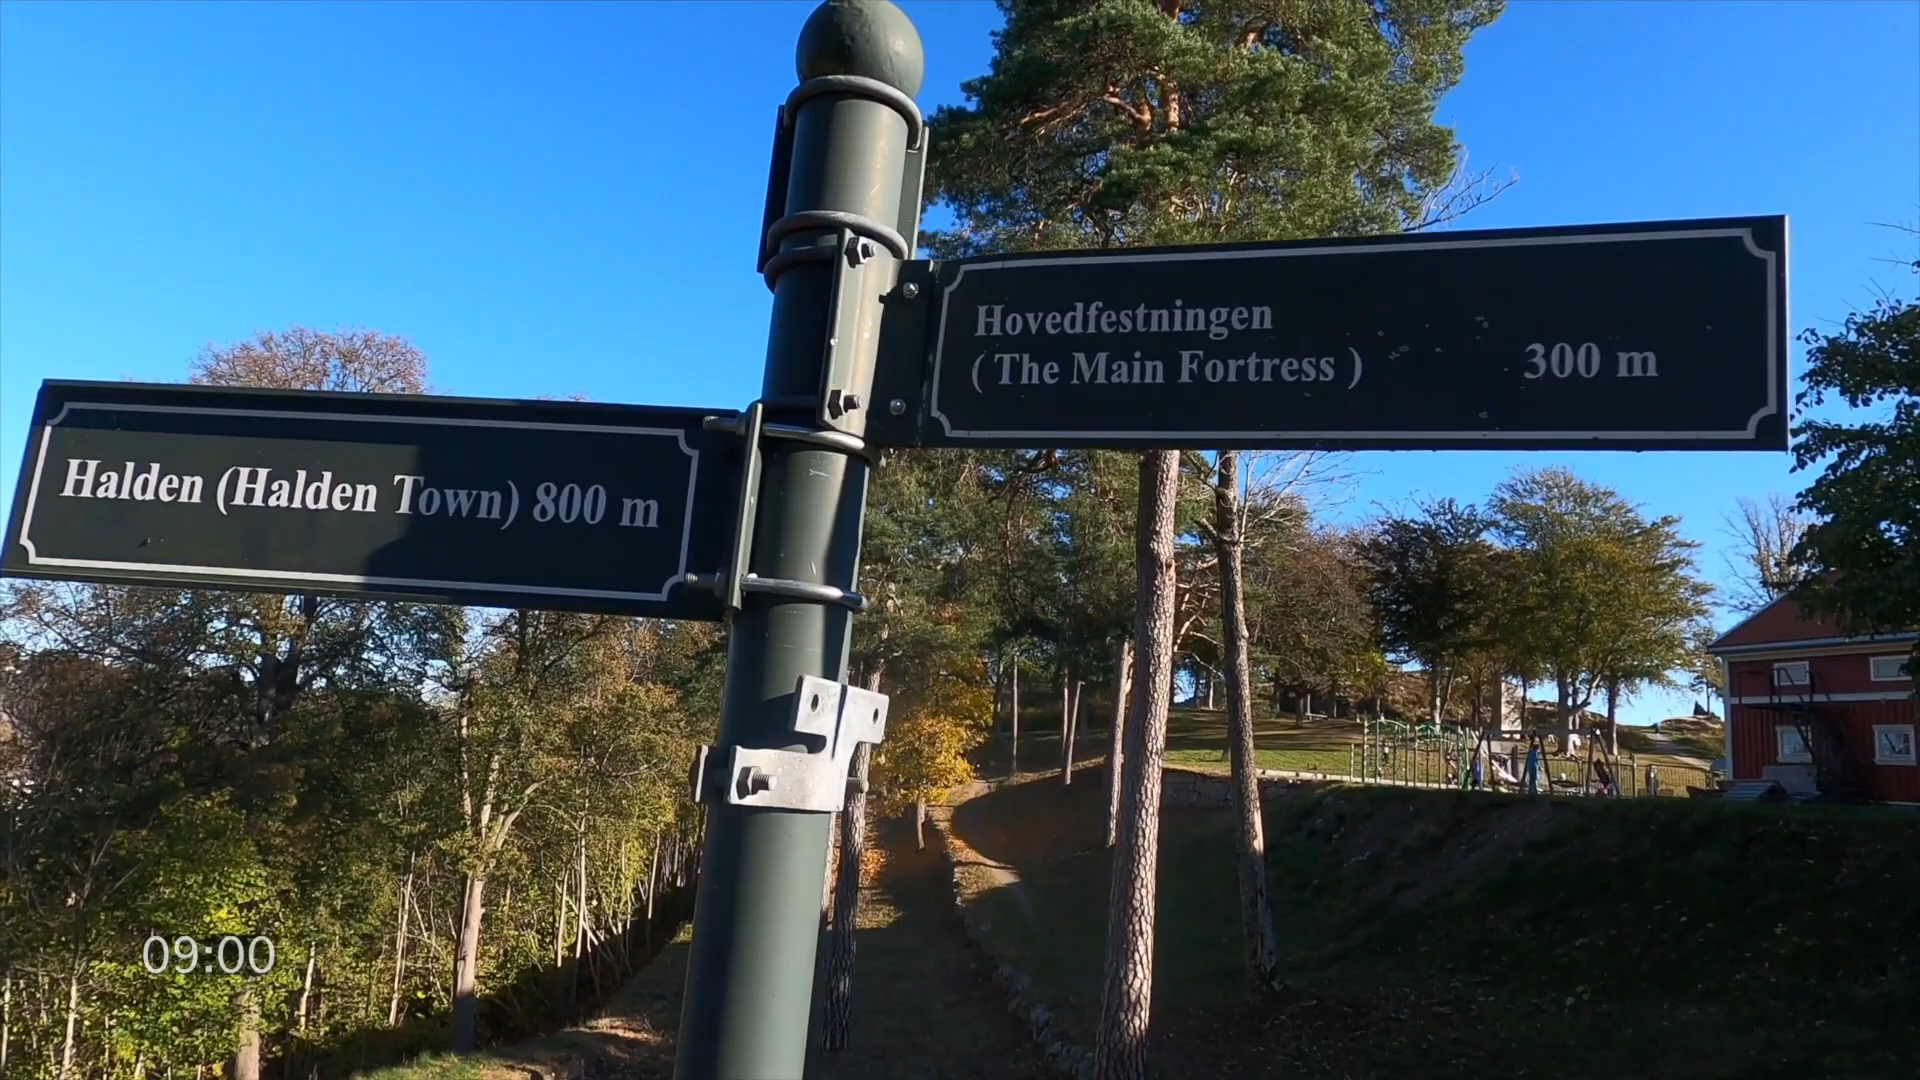 Hovedfestningen
( The Main Fortress ) 300 m
Halden (Halden Town) 800 m
09:00